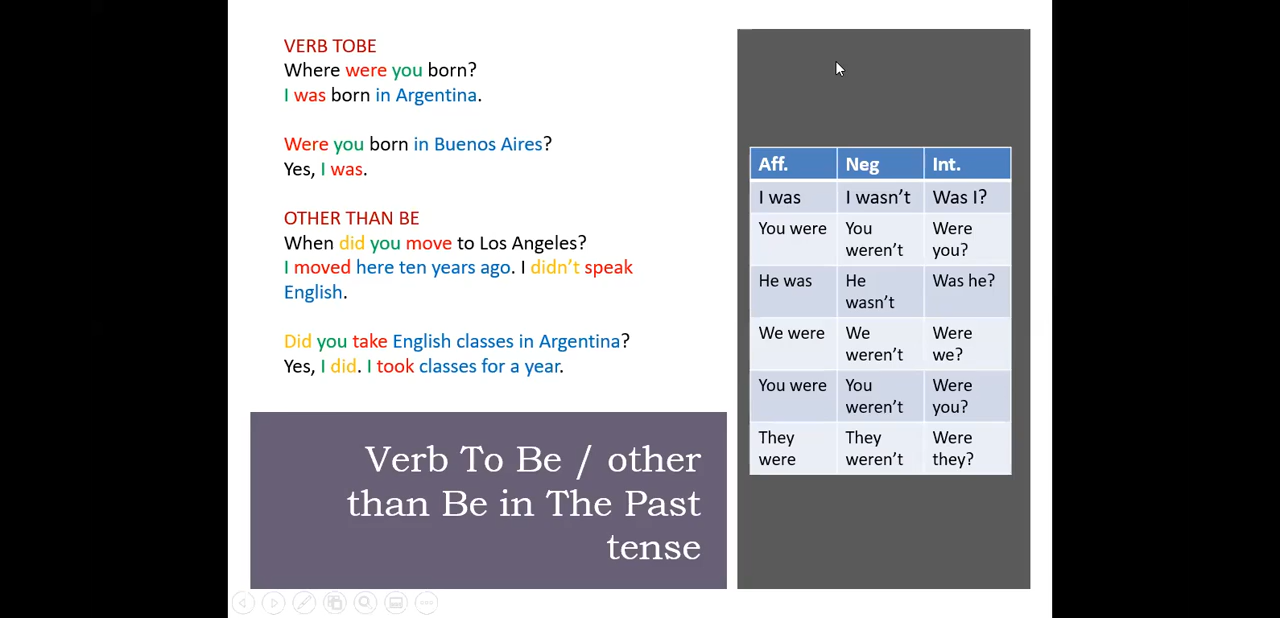 VERB TOBE
Where were you born?
I was born in Argentina.
Were you born in Buenos Aires?
Yes, I was.
OTHER THAN BE
When did you move to Los Angeles?
I moved here ten years ago. I didn’t speak
English.
Did you take English classes in Argentina?
Yes, I did. I took classes for a year.
Verb To Be / other
than Be in The Past
tense
Aff. Neg Int.
I was I wasn’t Was I?
You were You Were
weren’t you?
He was He Was he?
wasn’t
We were We Were
weren’t we?
You were You Were
weren’t you?
They They Were
were weren’t they?